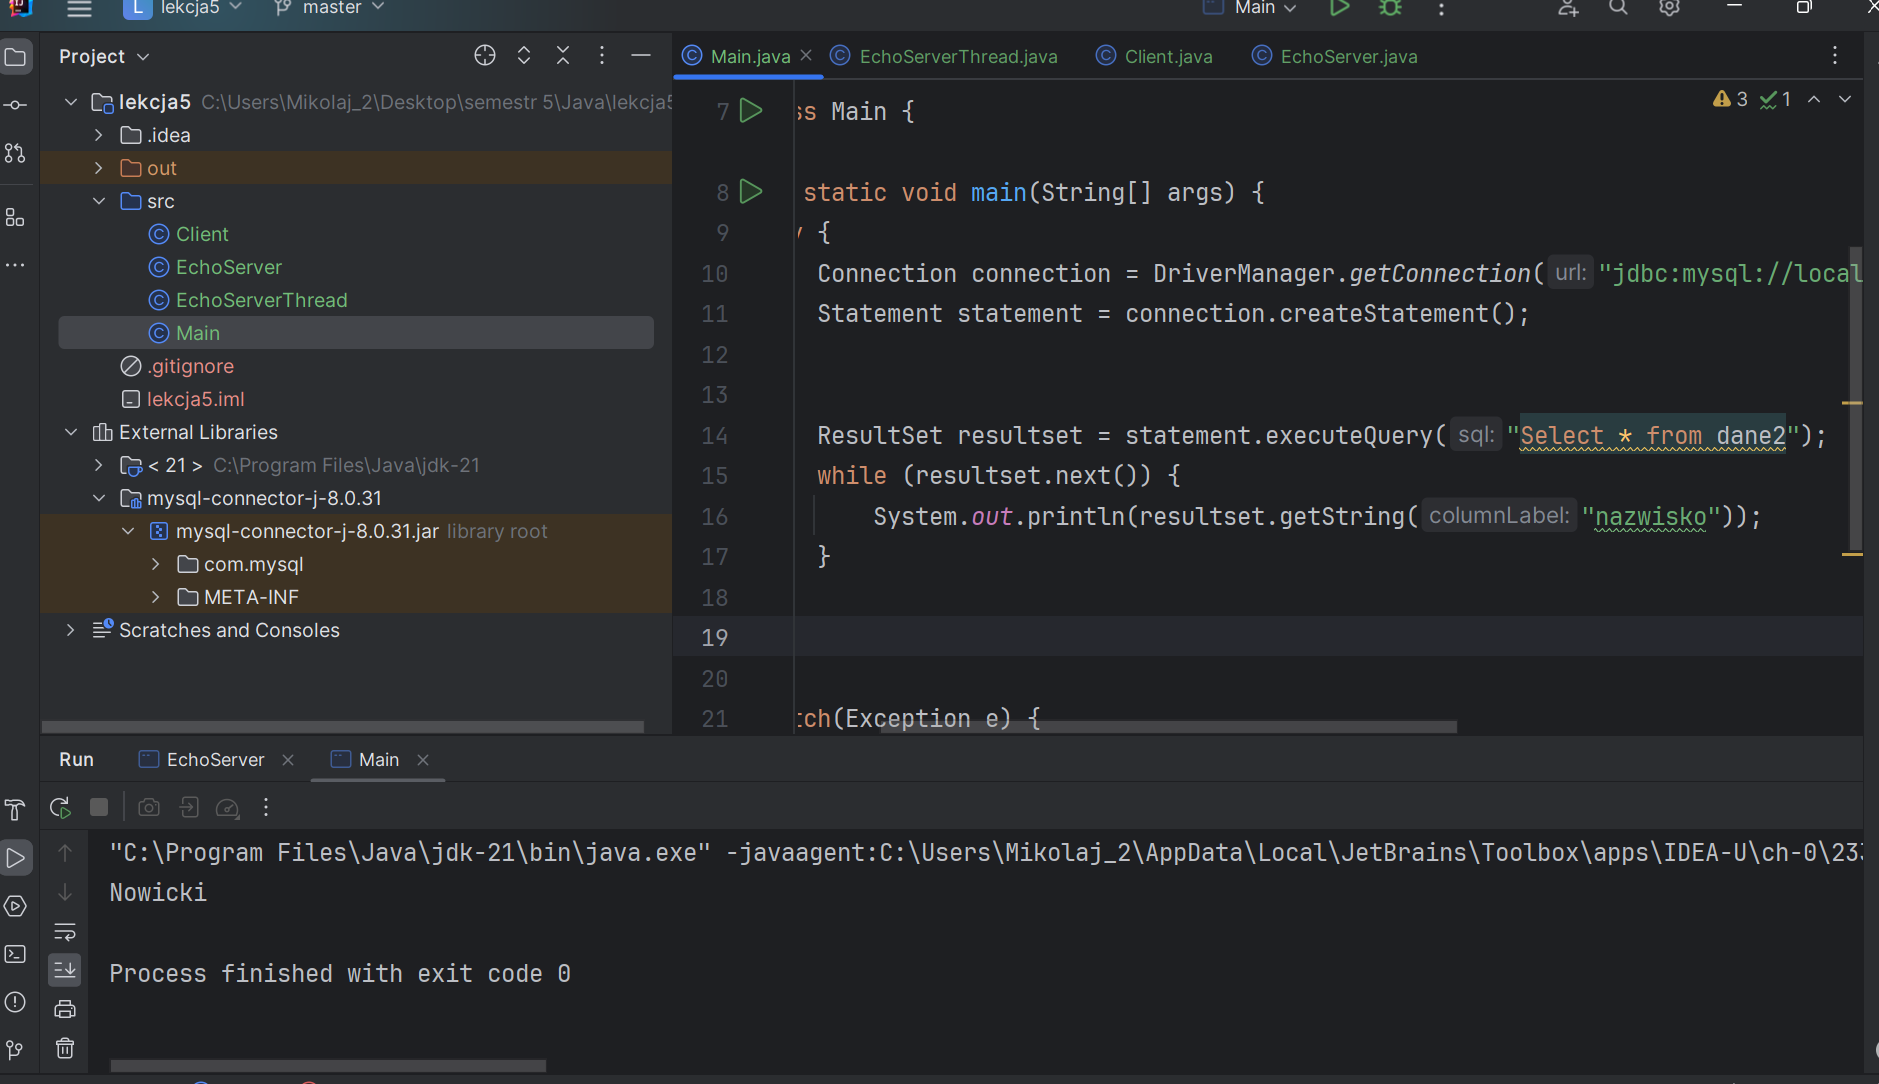 L lekcja5 master Main
Project
Main.java EchoServerThread.java Client.java EchoServer.java
lekcja5 C:\Users\Mikolaj_2\Desktop\semestr 5\Java\lekcja5
.idea
out
src
Client
EchoServer
EchoServerThread
Main
.gitignore
lekcja5.iml
External Libraries
< 21 > C:\Program Files\Java\jdk-21
mysql-connector-j-8.0.31
mysql-connector-j-8.0.31.jar library root
com.mysql
META-INF
Scratches and Consoles
3 1
7 ss Main {
8 static void main(String[] args) {
9 y {
10 Connection connection = DriverManager.getConnection( url: "jdbc:mysql://local
11 Statement statement = connection.createStatement();
12
13
14 ResultSet resultset = statement.executeQuery( sql: "Select * from dane2");
15 while (resultset.next()) {
16 System.out.println(resultset.getString( columnLabel: "nazwisko"));
17 }
18
19
20
21 tch(Exception e) {
Run EchoServer Main
"C:\Program Files\Java\jdk-21\bin\java.exe" -javaagent:C:\Users\Mikolaj_2\AppData\Local\JetBrains\Toolbox\apps\IDEA-U\ch-0\233
Nowicki
Process finished with exit code 0